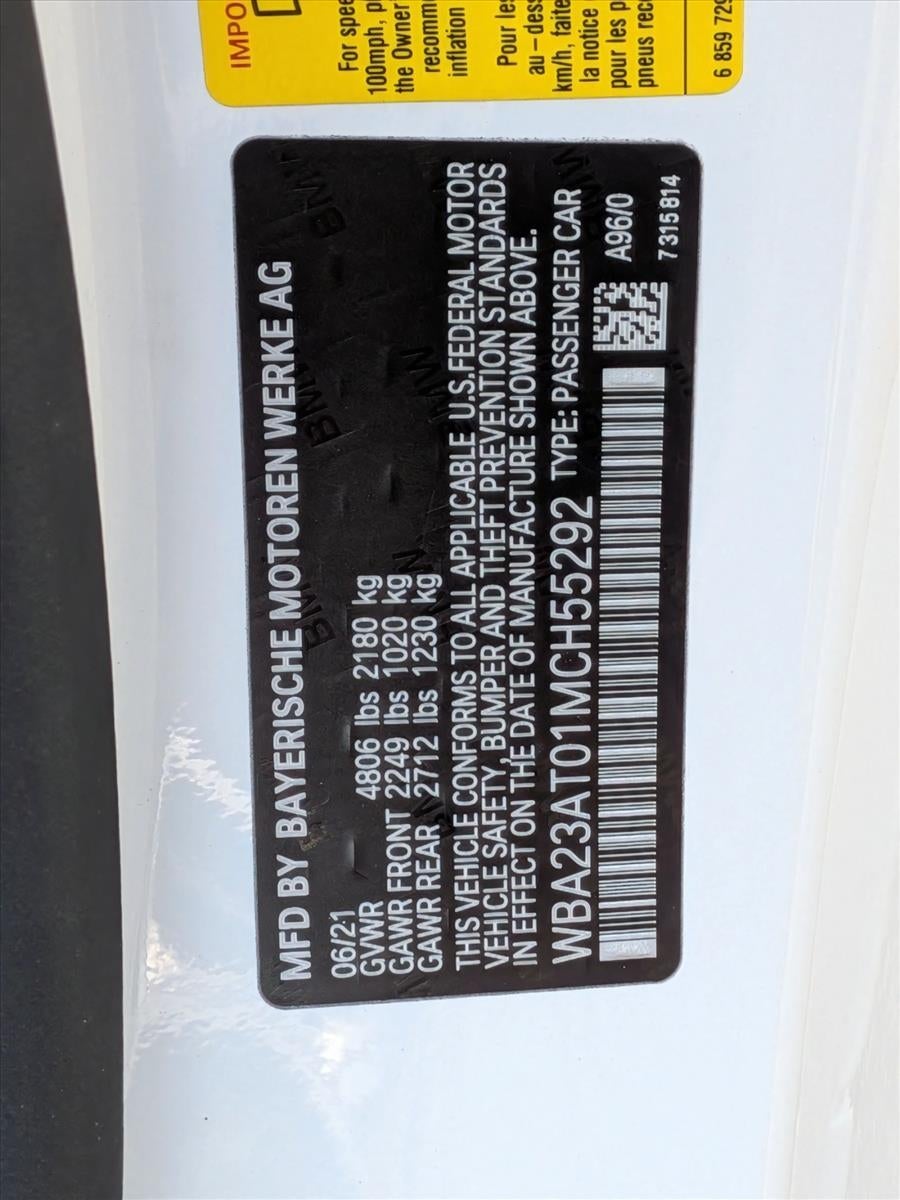 IMPO
For spe
100mph, pl
the Owner'
recomm
inflation
Pour les
au-dess
km/h, faite
la notice
pour les p
pneus rec
6 859 729
MFD BY BAYERISCHE MOTOREN WERKE AG
06/21
GVWR 4806 lbs 2180 kg
GAWR FRONT 2249 lbs 1020 kg
GAWR REAR 2712 lbs 1230 kg
THIS VEHICLE CONFORMS TO ALL APPLICABLE U.S.FEDERAL MOTOR
VEHICLE SAFETY, BUMPER AND THEFT PREVENTION STANDARDS
IN EFFECT ON THE DATE OF MANUFACTURE SHOWN ABOVE.
WBA23AT01MCH55292 TYPE: PASSENGER CAR
A96/0
7315814